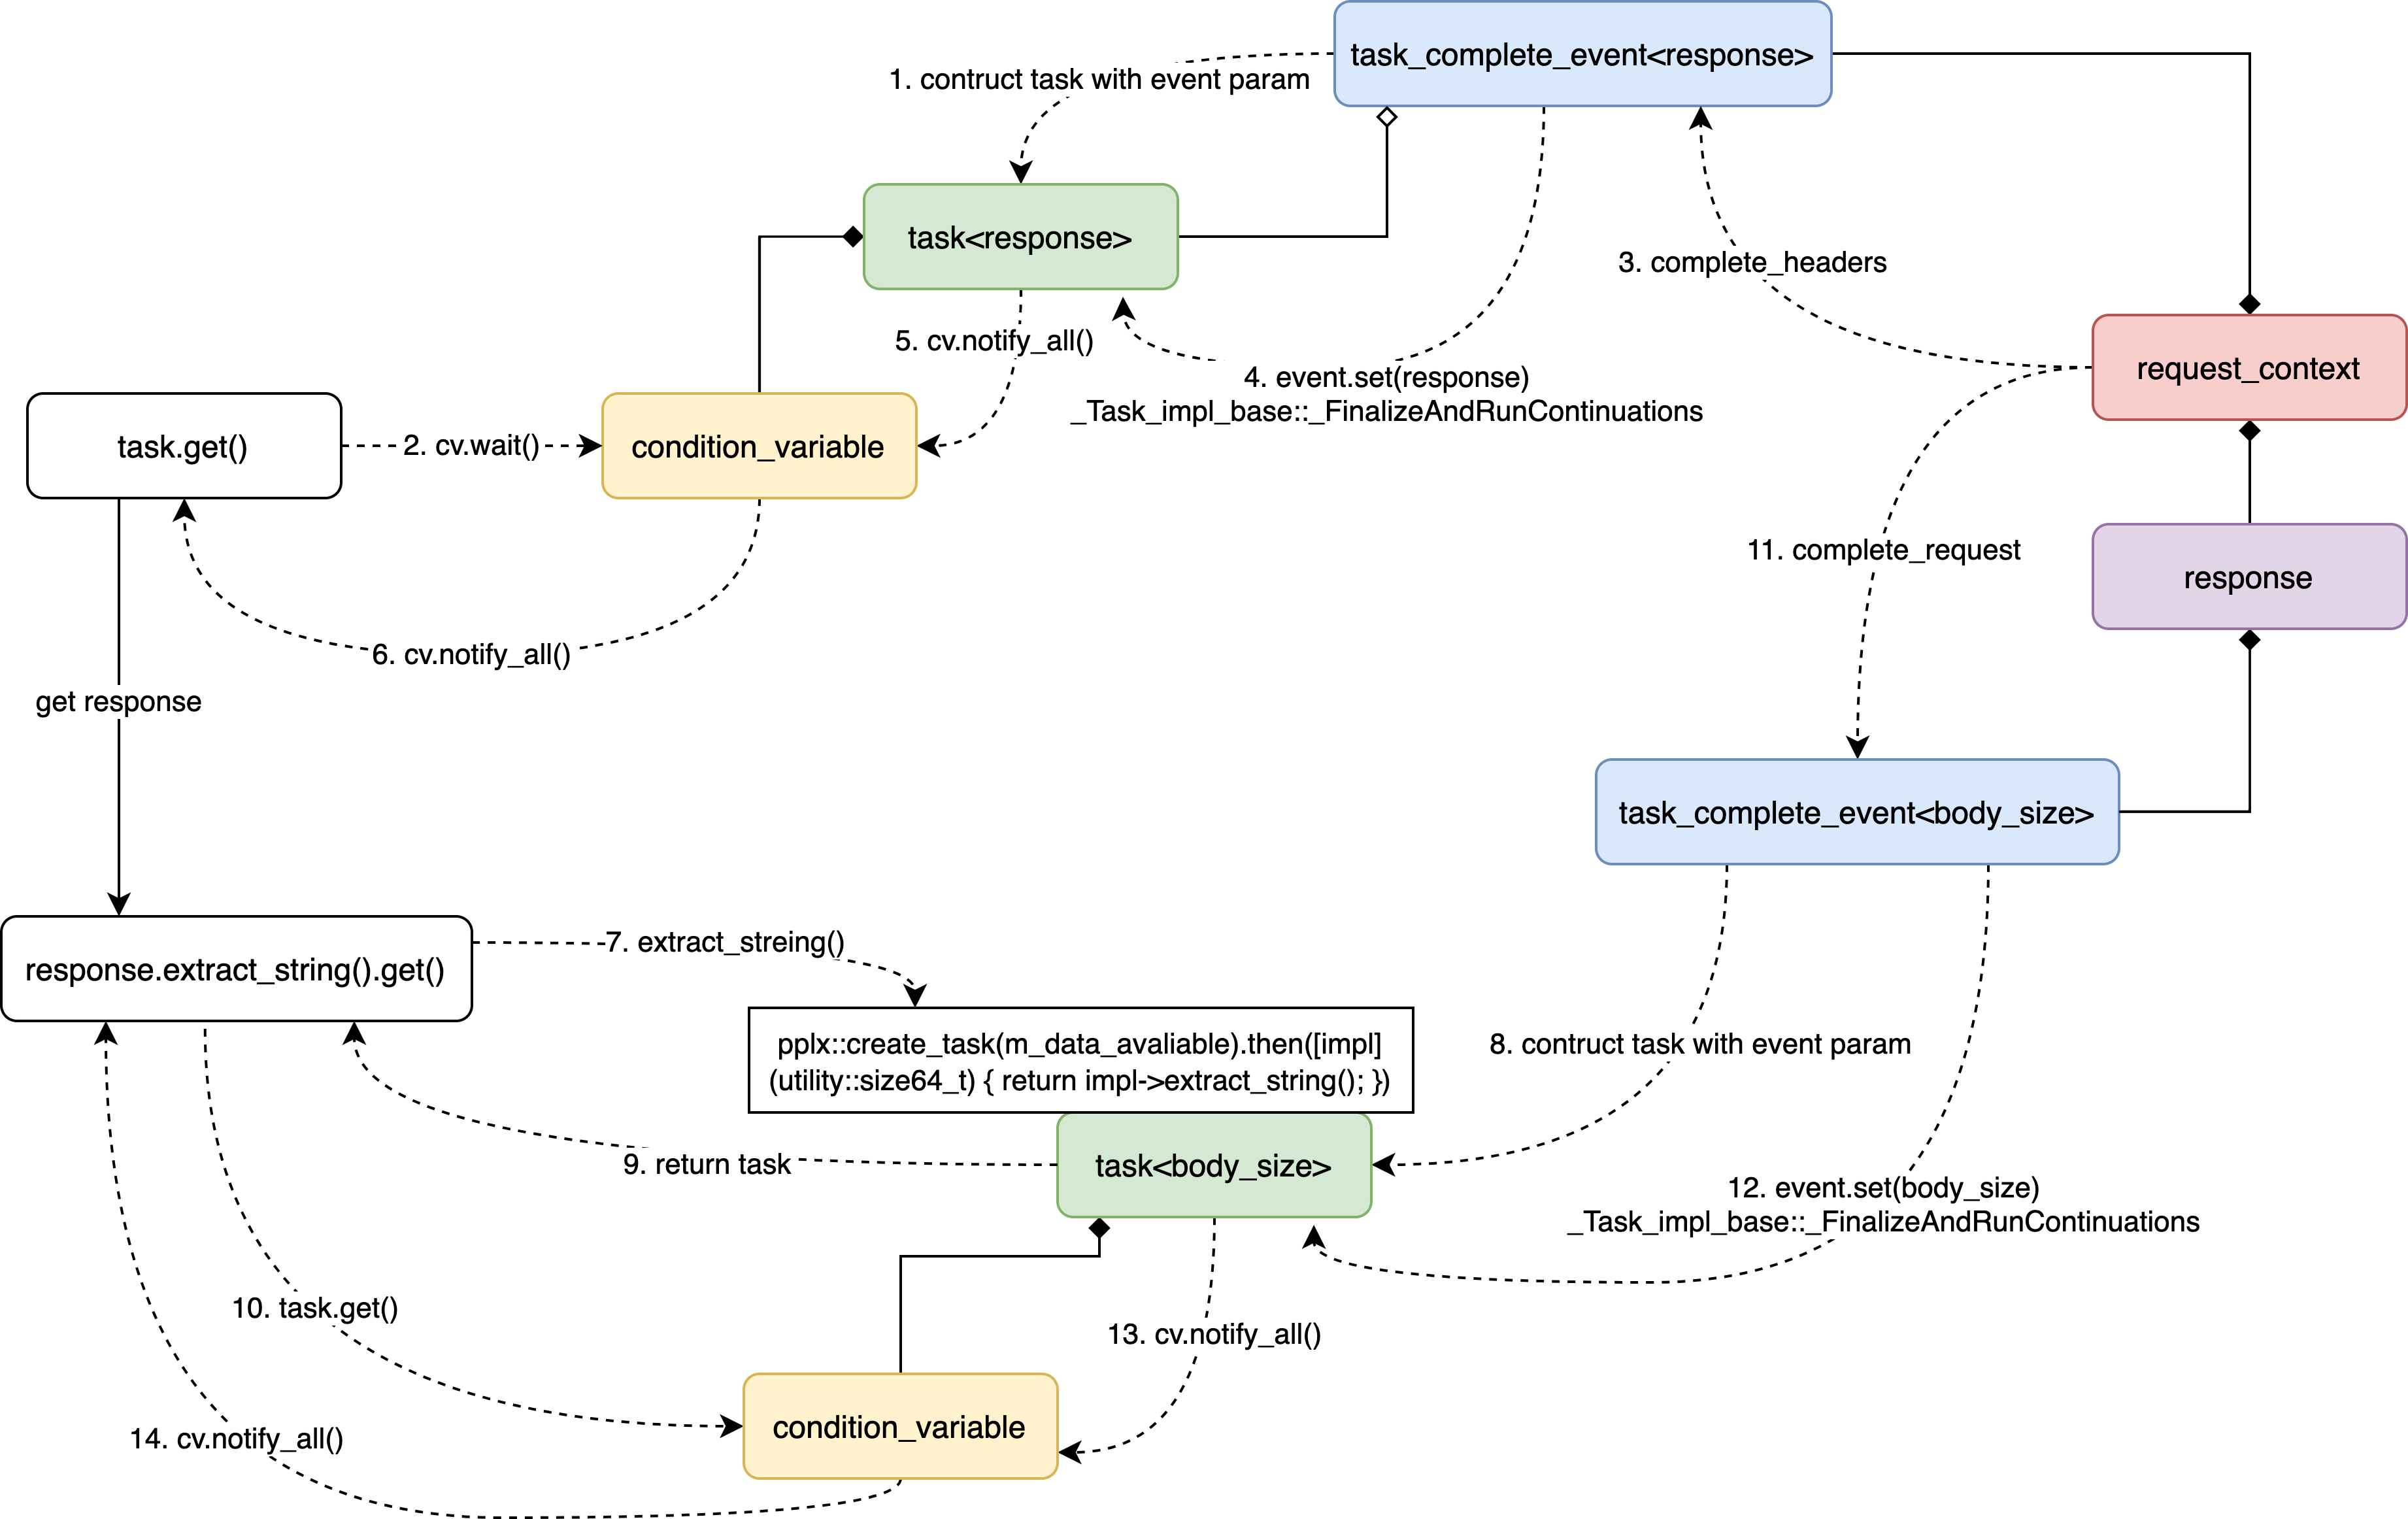 task_complete_event<response>
1. contruct task with event param
task<response>
3. complete_headers
5. cv.notify_all()
4. event.set(response)
_Task_impl_base::_FinalizeAndRunContinuations
request_context
task.get()
2. cv.wait()
condition_variable
11. complete_request
response
6. cv.notify_all()
get response
task_complete_event<body_size>
7. extract_streing()
response.extract_string().get()
pplx::create_task(m_data_avaliable).then([impl]
(utility::size64_t) { return impl->extract_string(); })
8. contruct task with event param
9. return task
task<body_size>
12. event.set(body_size)
_Task_impl_base::_FinalizeAndRunContinuations
10. task.get()
13. cv.notify_all()
condition_variable
14. cv.notify_all()